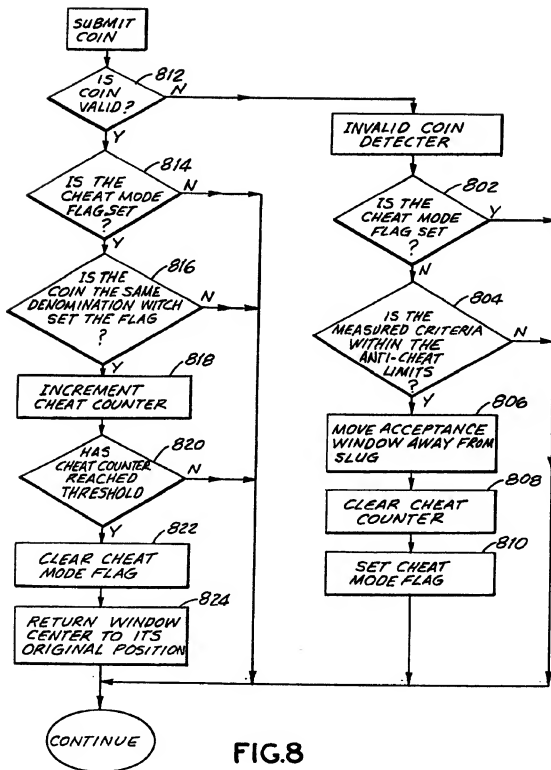 SUBMIT
COIN
812
IS
COIN
VALID?
N
Y
814
IS THE
CHEAT MODE
FLAG SET
?
N
Y
816
IS THE
COIN THE SAME
DENOMINATION WITCH
SET THE FLAG
?
N
Y
818
INCREMENT
CHEAT COUNTER
820
HAS
CHEAT COUNTER
REACHED
THRESHOLD
N
Y
822
CLEAR CHEAT
MODE FLAG
824
RETURN WINDOW
CENTER TO ITS
ORIGINAL POSITION
CONTINUE
INVALID COIN
DETECTER
802
IS THE
CHEAT MODE
FLAG SET
?
Y
N
804
IS THE
MEASURED CRITERIA
WITHIN THE
ANTI-CHEAT
LIMITS
?
N
Y
806
MOVE ACCEPTANCE
WINDOW AWAY FROM
SLUG
808
CLEAR CHEAT
COUNTER
810
SET CHEAT
MODE FLAG
FIG.8